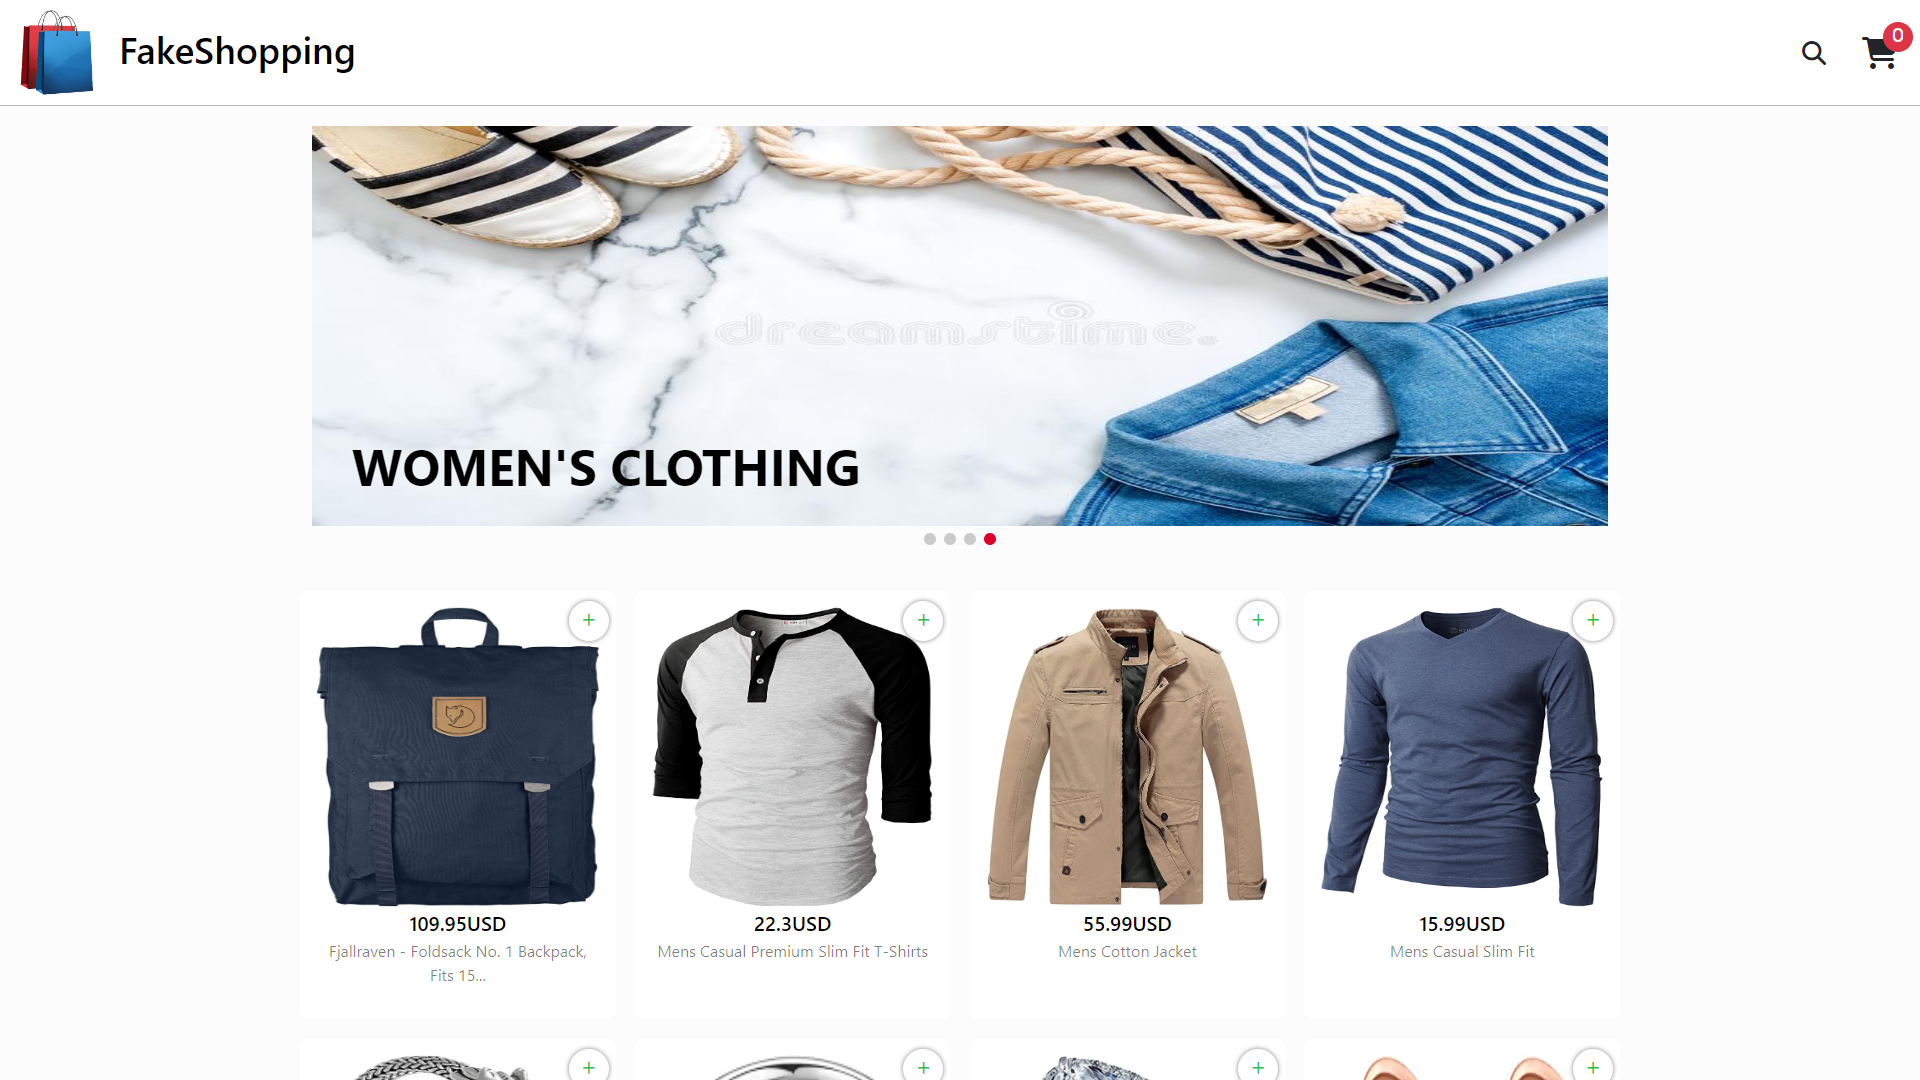 FakeShopping
0
dreamstime.
WOMEN'S CLOTHING
+
+
+
+
109.95USD
22.3USD
55.99USD
15.99USD
Fjallraven - Foldsack No. 1 Backpack,
Fits 15...
Mens Casual Premium Slim Fit T-Shirts
Mens Cotton Jacket
Mens Casual Slim Fit
+
+
+
+